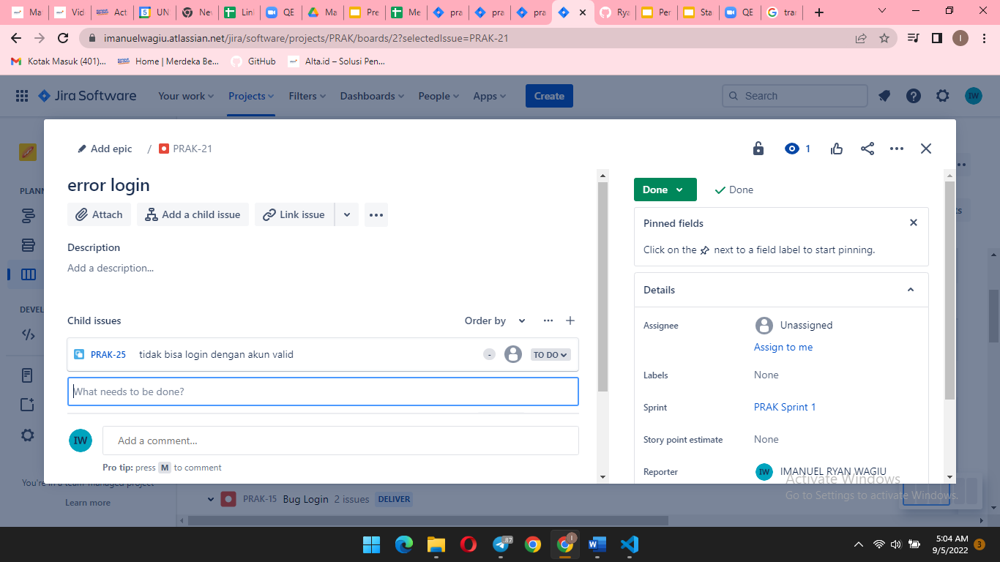 Mai
Vid
Act
UN
Nev
Link
QE
Ma
Pre
Me
pra
pra
pra
Rya
Per
Sta
QE
tran
imanuelwagiu.atlassian.net/jira/software/projects/PRAK/boards/2?selectedIssue=PRAK-21
I
Kotak Masuk (401)...
Home | Merdeka Be...
GitHub
Alta.id – Solusi Pen...
Jira Software
Your work
Projects
Filters
Dashboards
People
Apps
Create
Search
IW
Add epic / PRAK-21
1
error login
Attach
Add a child issue
Link issue
Description
Add a description...
Child issues
Order by
PRAK-25 tidak bisa login dengan akun valid
-
TO DO
What needs to be done?
IW
Add a comment...
Pro tip: press M to comment
Done
Done
Pinned fields
Click on the next to a field label to start pinning.
Details
Assignee
Unassigned
Assign to me
Labels
None
Sprint
PRAK Sprint 1
Story point estimate
None
Reporter
IW
IMANUEL RYAN WAGIU
PLANN
DEVEL
You're in a team-managed project
Learn more
PRAK-15 Bug Login 2 issues DELIVER
Activate Windows
Go to Settings to activate Windows.
87
I
5:04 AM
9/5/2022
3